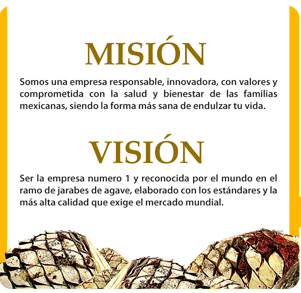 MISIÓN
Somos una empresa responsable, innovadora, con valores y
comprometida con la salud y bienestar de las familias
mexicanas, siendo la forma más sana de endulzar tu vida.
VISIÓN
Ser la empresa numero 1 y reconocida por el mundo en el
ramo de jarabes de agave, elaborado con los estándares y la
más alta calidad que exige el mercado mundial.